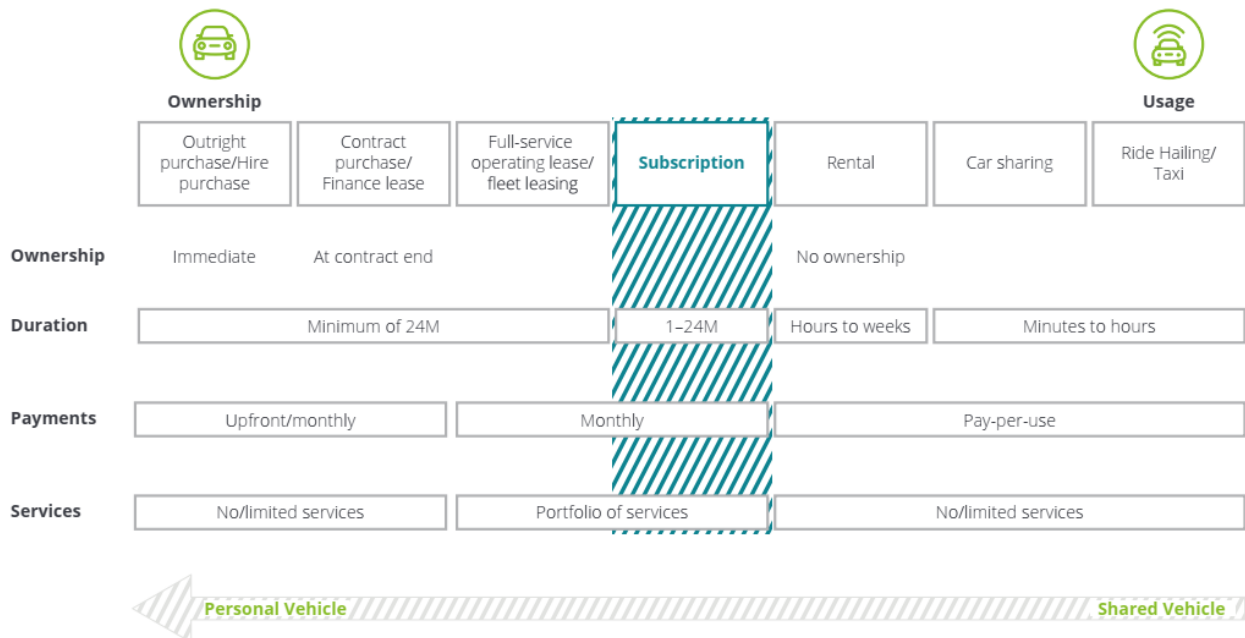 Ownership
Usage
Outright
purchase/Hire
purchase
Contract
purchase/
Finance lease
Full-service
operating lease/
fleet leasing
Subscription
Rental
Car sharing
Ride Hailing/
Taxi
Ownership
Immediate
At contract end
No ownership
Duration
Minimum of 24M
1–24M
Hours to weeks
Minutes to hours
Payments
Upfront/monthly
Monthly
Pay-per-use
Services
No/limited services
Portfolio of services
No/limited services
Personal Vehicle
Shared Vehicle